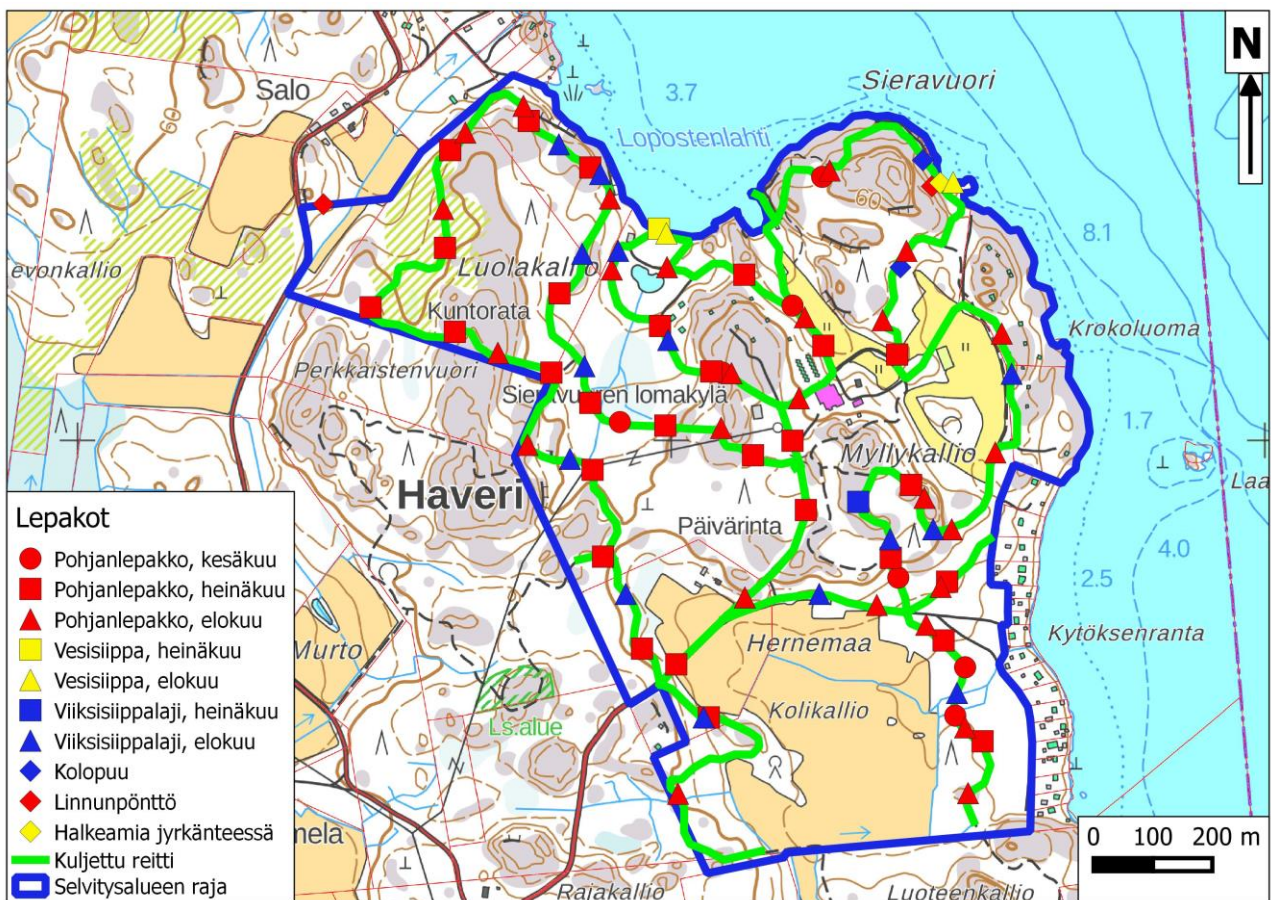 N
Sieravuori
Salo
3.7
Lopostenlahti
60
60
8.1
evonkallio
Luolakallio
Kuntorata
Krokoluoma
Perkkaistenvuori
Sieravuoren lomakylä
1.7
Myllykallio
Laa
Haveri
Päivärinta
4.0
2.5
Hernemaa
Kytöksenranta
Murto
Kolikallio
Ls.alue
mela
Rajakallio
Luoteenkallio
Lepakot
Pohjanlepakko, kesäkuu
Pohjanlepakko, heinäkuu
Pohjanlepakko, elokuu
Vesisiippa, heinäkuu
Vesisiippa, elokuu
Viiksisiippalaji, heinäkuu
Viiksisiippalaji, elokuu
Kolopuu
Linnunpönttö
Halkeamia jyrkänteessä
Kuljettu reitti
Selvitysalueen raja
0 100 200 m